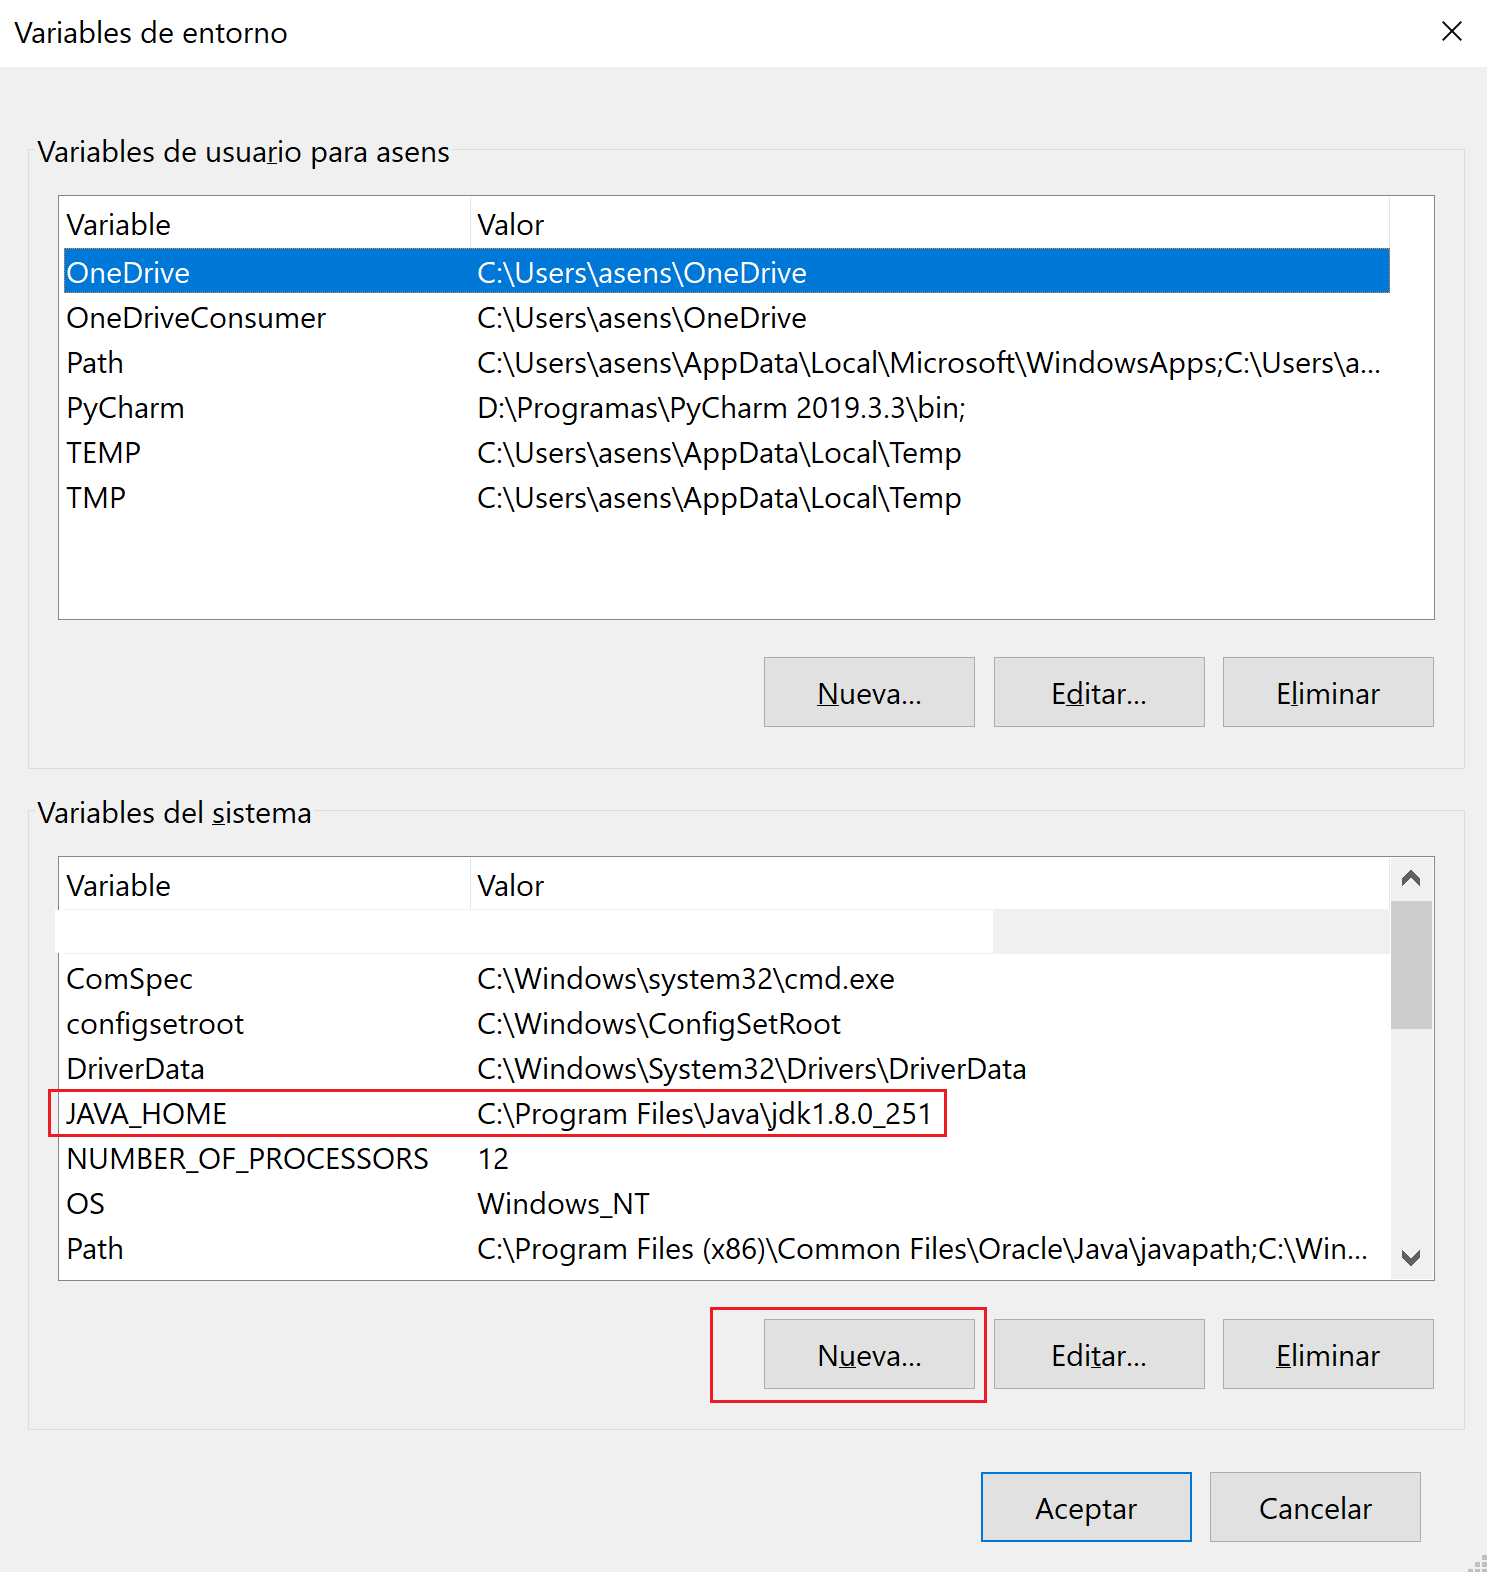 Variables de entorno
Variables de usuario para asens
Variable Valor
OneDrive C:\Users\asens\OneDrive
OneDriveConsumer C:\Users\asens\OneDrive
Path C:\Users\asens\AppData\Local\Microsoft\WindowsApps;C:\Users\a...
PyCharm D:\Programas\PyCharm 2019.3.3\bin;
TEMP C:\Users\asens\AppData\Local\Temp
TMP C:\Users\asens\AppData\Local\Temp
Nueva... Editar... Eliminar
Variables del sistema
Variable Valor
ComSpec C:\Windows\system32\cmd.exe
configsetroot C:\Windows\ConfigSetRoot
DriverData C:\Windows\System32\Drivers\DriverData
JAVA_HOME C:\Program Files\Java\jdk1.8.0_251
NUMBER_OF_PROCESSORS 12
OS Windows_NT
Path C:\Program Files (x86)\Common Files\Oracle\Java\javapath;C:\Win...
Nueva... Editar... Eliminar
Aceptar Cancelar